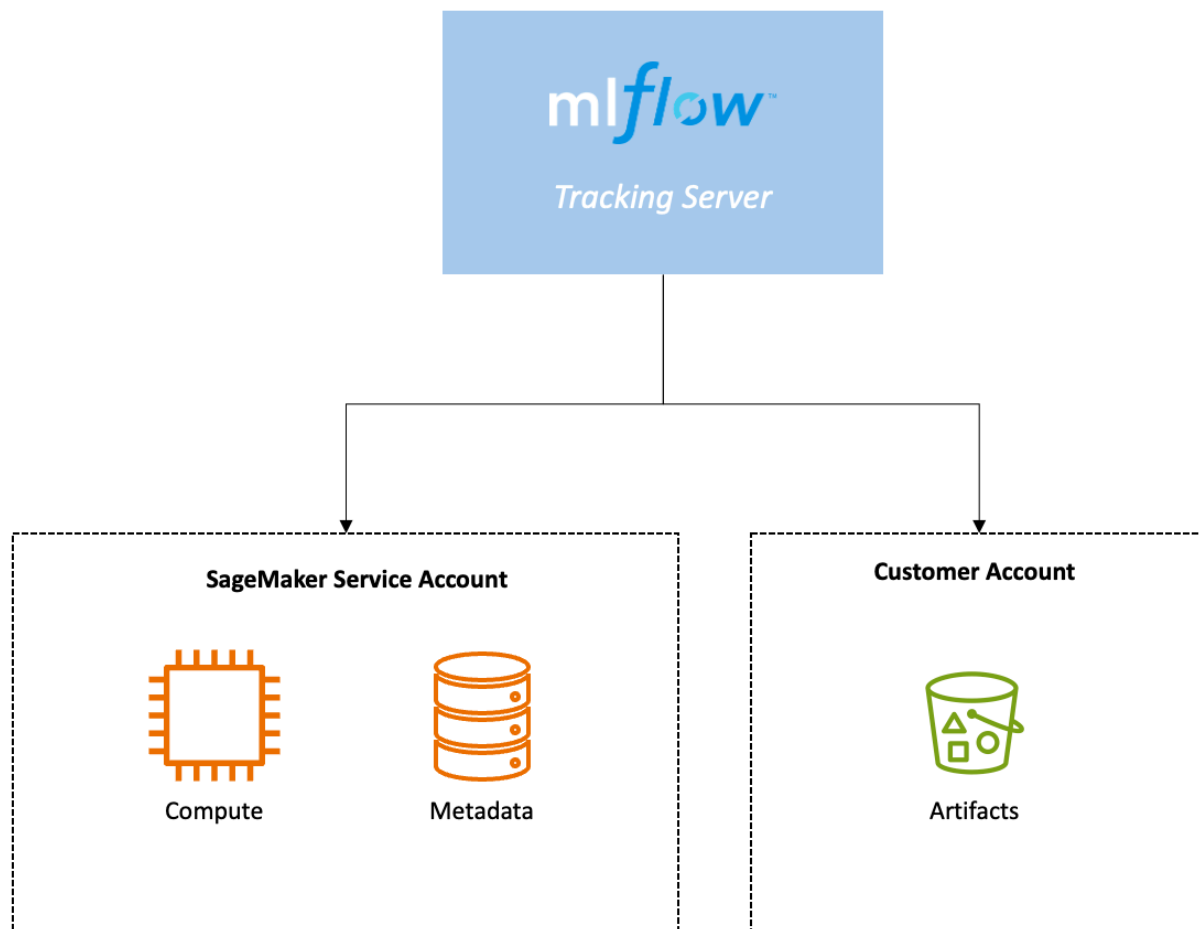 mlflow™
Tracking Server
SageMaker Service Account
Customer Account
Compute
Metadata
Artifacts